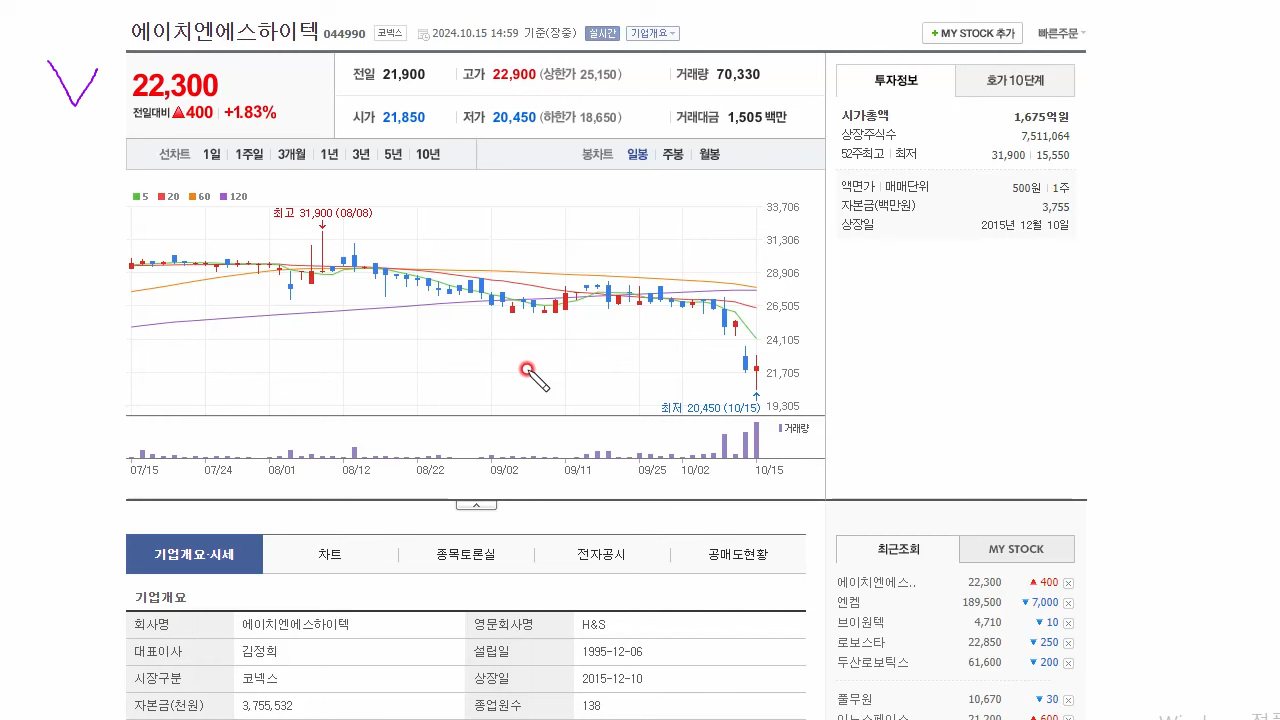 에이치엔에스하이텍 044990 코넥스 2024.10.15 14:59 기준(장중) 실시간 기업개요
+ MY STOCK 추가 빠른주문
22,300
전일대비 ▲400 +1.83%
전일 21,900 고가 22,900 (상한가 25,150) 거래량 70,330
시가 21,850 저가 20,450 (하한가 18,650) 거래대금 1,505 백만
선차트 1일 1주일 3개월 1년 3년 5년 10년 봉차트 일봉 주봉 월봉
5 20 60 120
최고 31,900 (08/08)
33,706
31,306
28,906
26,505
24,105
21,705
19,305
최저 20,450 (10/15)
거래량
07/15 07/24 08/01 08/12 08/22 09/02 09/11 09/25 10/02 10/15
투자정보 호가 10단계
시가총액 1,675억원
상장주식수 7,511,064
52주최고 최저 31,900 15,550
액면가 매매단위 500원 1주
자본금(백만원) 3,755
상장일 2015년 12월 10일
기업개요·시세 차트 종목토론실 전자공시 공매도현황
기업개요
회사명 에이치엔에스하이텍 영문회사명 H&S
대표이사 김정희 설립일 1995-12-06
시장구분 코넥스 상장일 2015-12-10
자본금(천원) 3,755,532 종업원수 138
최근조회 MY STOCK
에이치엔에스.. 22,300 ▲ 400
엔켐 189,500 ▼ 7,000
브이원텍 4,710 ▼ 10
로보스타 22,850 ▼ 250
두산로보틱스 61,600 ▼ 200
풀무원 10,670 ▼ 30
이노스페이스 21,200 ▲ 600